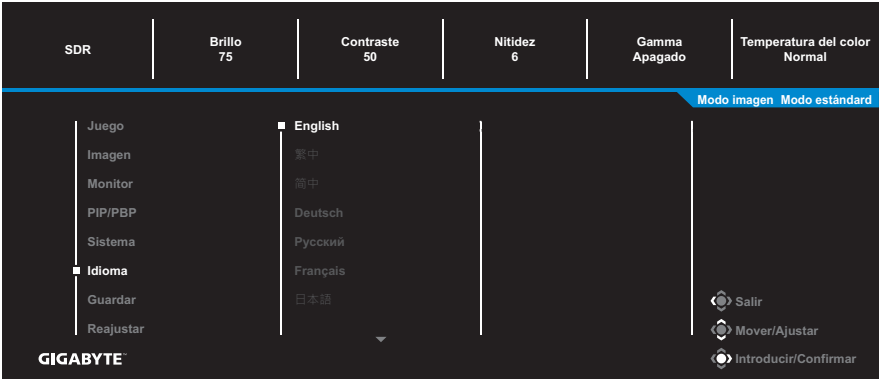 SDR
Brillo
75
Contraste
50
Nitidez
6
Gamma
Apagado
Temperatura del color
Normal
Modo imagen Modo estándard
Juego
Imagen
Monitor
PIP/PBP
Sistema
Idioma
Guardar
Reajustar
English
繁中
简中
Deutsch
Русский
Français
日本語
Salir
Mover/Ajustar
Introducir/Confirmar
GIGABYTE™